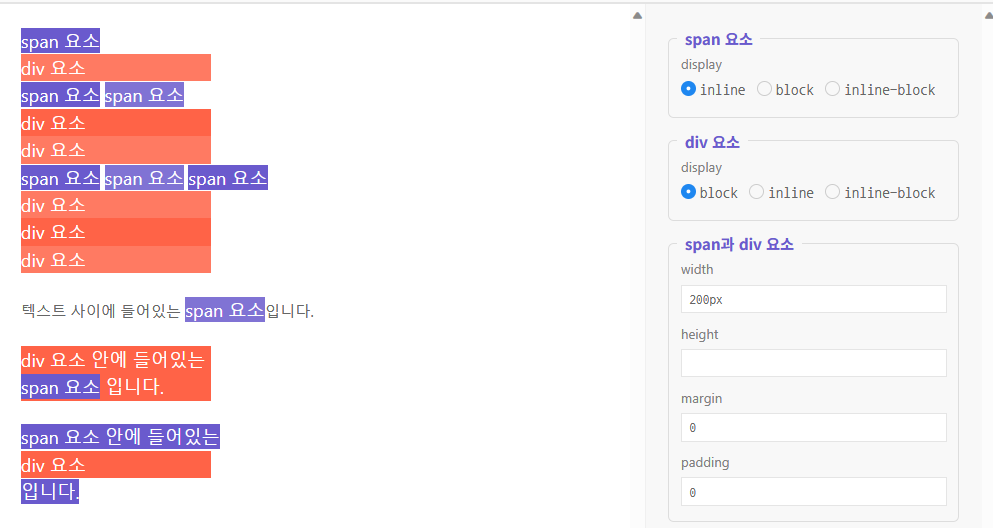 span 요소
div 요소
span 요소 span 요소
div 요소
div 요소
span 요소 span 요소 span 요소
div 요소
div 요소
div 요소
텍스트 사이에 들어있는 span 요소입니다.
div 요소 안에 들어있는
span 요소 입니다.
span 요소 안에 들어있는
div 요소
입니다.
span 요소
display
inline block inline-block
div 요소
display
block inline inline-block
span과 div 요소
width
200px
height
margin
0
padding
0